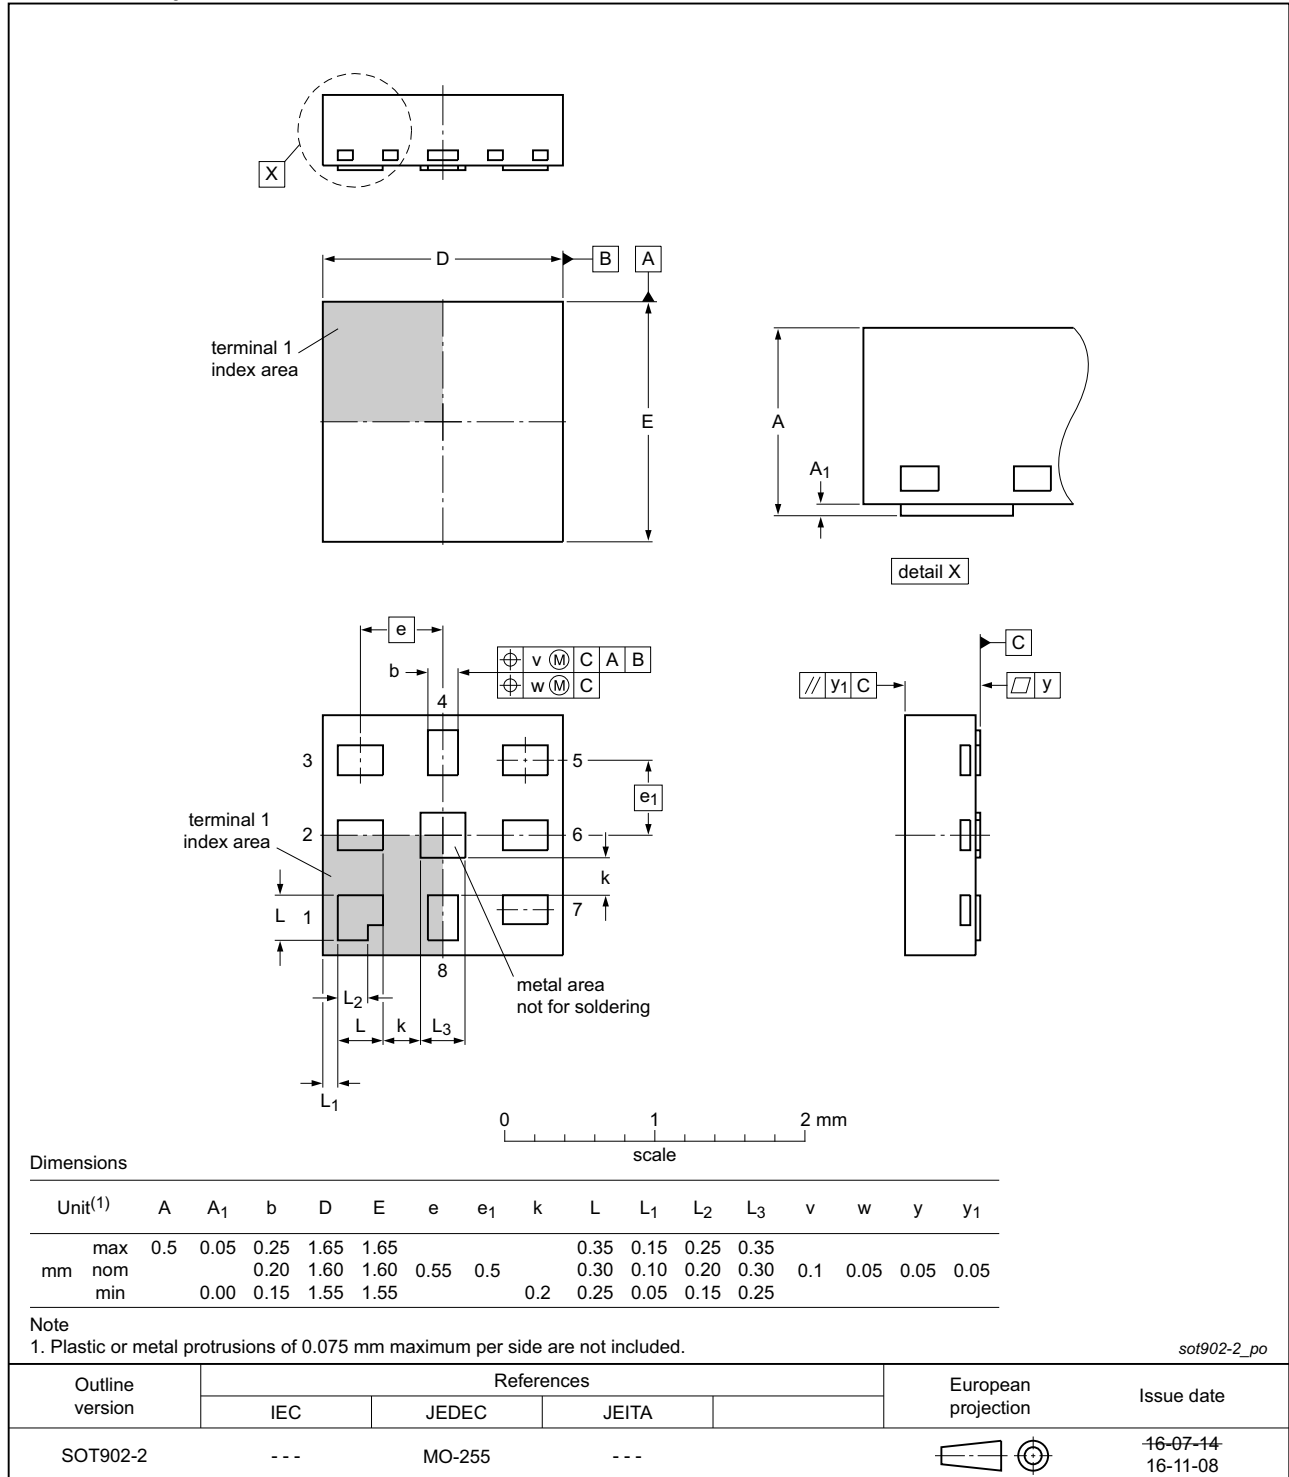 X
D
B
A
terminal 1
index area
E
A
A1
detail X
e
b
v M C A B
w M C
4
3
5
e1
terminal 1
index area
2
6
k
L
1
7
8
metal area
not for soldering
L2
L
k
L3
L1
C
// y1 C
y
0 1 2 mm
scale
Dimensions
Unit(1) A A1 b D E e e1 k L L1 L2 L3 v w y y1
max 0.5 0.05 0.25 1.65 1.65 0.35 0.15 0.25 0.35
mm nom 0.20 1.60 1.60 0.55 0.5 0.30 0.10 0.20 0.30 0.1 0.05 0.05 0.05
min 0.00 0.15 1.55 1.55 0.2 0.25 0.05 0.15 0.25
Note
1. Plastic or metal protrusions of 0.075 mm maximum per side are not included.
sot902-2_po
Outline
version
References
IEC JEDEC JEITA
European
projection
Issue date
SOT902-2 - - - MO-255 - - -
16-07-14
16-11-08